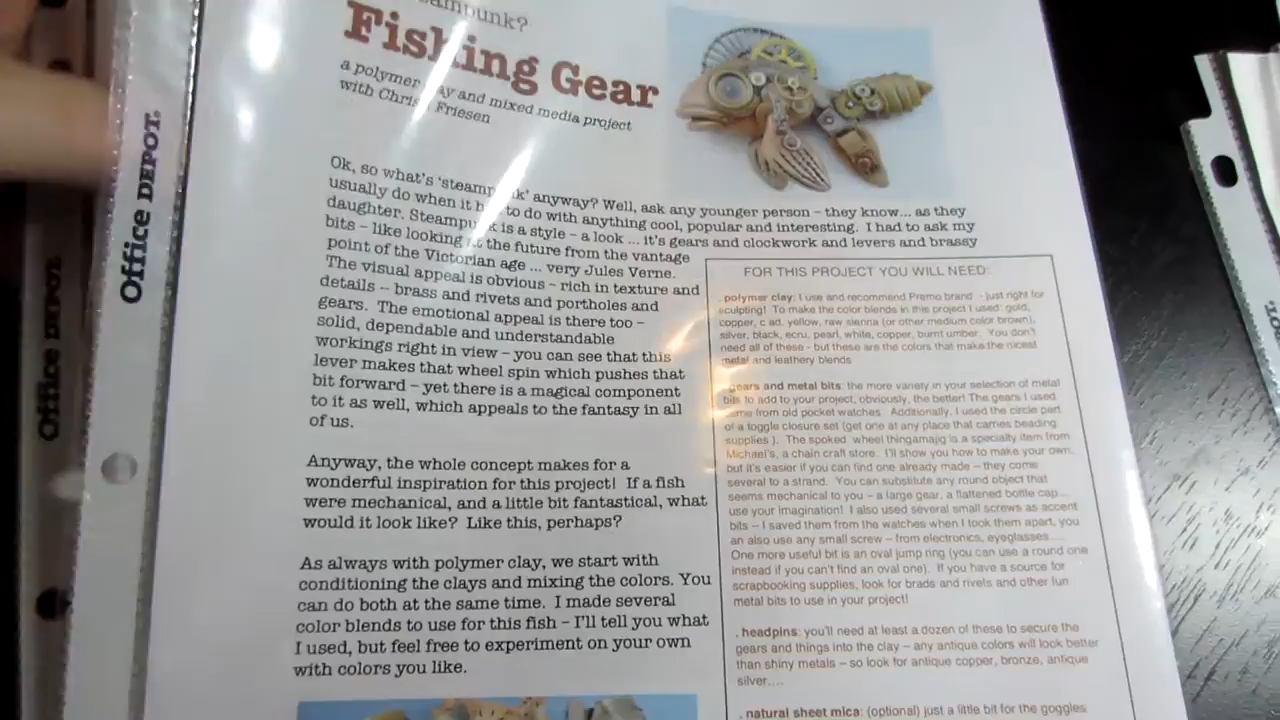 ampunk?
Fishing Gear
a polymer clay and mixed media project
with Christi Friesen
Ok, so what's 'steampunk' anyway? Well, ask any younger person – they know... as they
usually do when it has to do with anything cool, popular and interesting. I had to ask my
daughter. Steampunk is a style – a look ... it's gears and clockwork and levers and brassy
bits – like looking at the future from the vantage
point of the Victorian age ... very Jules Verne.
The visual appeal is obvious – rich in texture and
details – brass and rivets and portholes and
gears. The emotional appeal is there too –
solid, dependable and understandable
workings right in view – you can see that this
lever makes that wheel spin which pushes that
bit forward – yet there is a magical component
to it as well, which appeals to the fantasy in all
of us.
Anyway, the whole concept makes for a
wonderful inspiration for this project! If a fish
were mechanical, and a little bit fantastical, what
would it look like? Like this, perhaps?
As always with polymer clay, we start with
conditioning the clays and mixing the colors. You
can do both at the same time. I made several
color blends to use for this fish – I'll tell you what
I used, but feel free to experiment on your own
with colors you like.
FOR THIS PROJECT YOU WILL NEED:
. polymer clay: I use and recommend Premo brand - just right for
sculpting! To make the color blends in this project I used: gold,
copper, cad. yellow, raw sienna (or other medium color brown),
silver, black, ecru, pearl, white, copper, burnt umber. You don't
need all of these - but these are the colors that make the nicest
metal and leathery blends
gears and metal bits: the more variety in your selection of metal
bits to add to your project, obviously, the better! The gears I used
come from old pocket watches. Additionally, I used the circle part
of a toggle closure set (get one at any place that carries beading
supplies ). The spoked wheel thingamajig is a specialty item from
Michael's, a chain craft store. I'll show you how to make your own,
but it's easier if you can find one already made – they come
several to a strand. You can substitute any round object that
seems mechanical to you – a large gear, a flattened bottle cap...
use your imagination! I also used several small screws as accent
bits – I saved them from the watches when I took them apart, you
an also use any small screw – from electronics, eyeglasses....
One more useful bit is an oval jump ring (you can use a round one
instead if you can't find an oval one). If you have a source for
scrapbooking supplies, look for brads and rivets and other fun
metal bits to use in your project!
. headpins: you'll need at least a dozen of these to secure the
gears and things into the clay – any antique colors will look better
than shiny metals – so look for antique copper, bronze, antique
silver....
. natural sheet mica: (optional) just a little bit for the goggles
Office DEPOT.
Office DEPOT